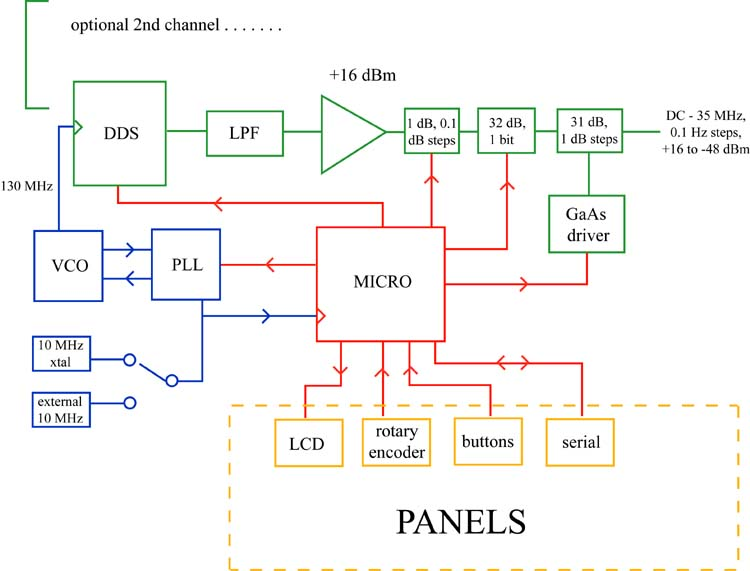 optional 2nd channel . . . . . . .
+16 dBm
DDS
LPF
1 dB, 0.1
dB steps
32 dB,
1 bit
31 dB,
1 dB steps
DC - 35 MHz,
0.1 Hz steps,
+16 to -48 dBm
130 MHz
GaAs
driver
VCO
PLL
MICRO
10 MHz
xtal
external
10 MHz
LCD
rotary
encoder
buttons
serial
PANELS